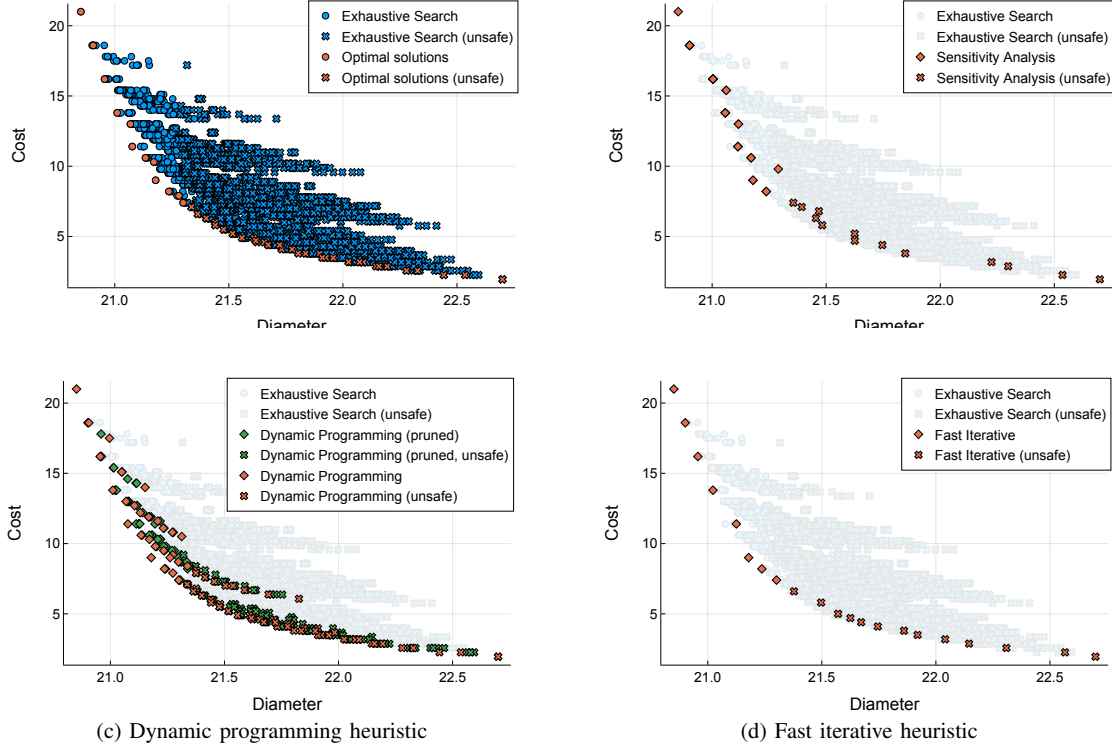 Exhaustive Search
Exhaustive Search (unsafe)
Optimal solutions
Optimal solutions (unsafe)
20
15
10
5
Cost
21.0
21.5
22.0
22.5
Diameter
Exhaustive Search
Exhaustive Search (unsafe)
Sensitivity Analysis
Sensitivity Analysis (unsafe)
20
15
10
5
Cost
21.0
21.5
22.0
22.5
Diameter
Exhaustive Search
Exhaustive Search (unsafe)
Dynamic Programming (pruned)
Dynamic Programming (pruned, unsafe)
Dynamic Programming
Dynamic Programming (unsafe)
20
15
10
5
Cost
21.0
21.5
22.0
22.5
Diameter
(c) Dynamic programming heuristic
Exhaustive Search
Exhaustive Search (unsafe)
Fast Iterative
Fast Iterative (unsafe)
20
15
10
5
Cost
21.0
21.5
22.0
22.5
Diameter
(d) Fast iterative heuristic